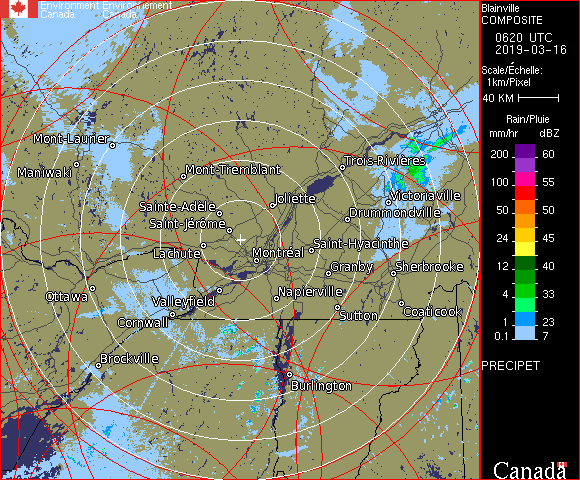 Environment Environnement
Canada Canada
Blainville
COMPOSITE
0620 UTC
2019-03-16
Scale/Échelle:
1km/Pixel
40 KM
Rain/Pluie
mm/hr dBZ
200 60
100 55
50 50
24 45
12 40
4 33
1 23
0.1 7
PRECIPET
Canada
Mont-Laurier
Maniwaki
Mont-Tremblant
Trois-Rivières
Sainte-Adèle
Joliette
Victoriaville
Saint-Jérôme
Drummondville
Lachute
Montréal
Saint-Hyacinthe
Granby
Sherbrooke
Ottawa
Valleyfield
Napierville
Cornwall
Sutton
Coaticook
Brockville
Burlington